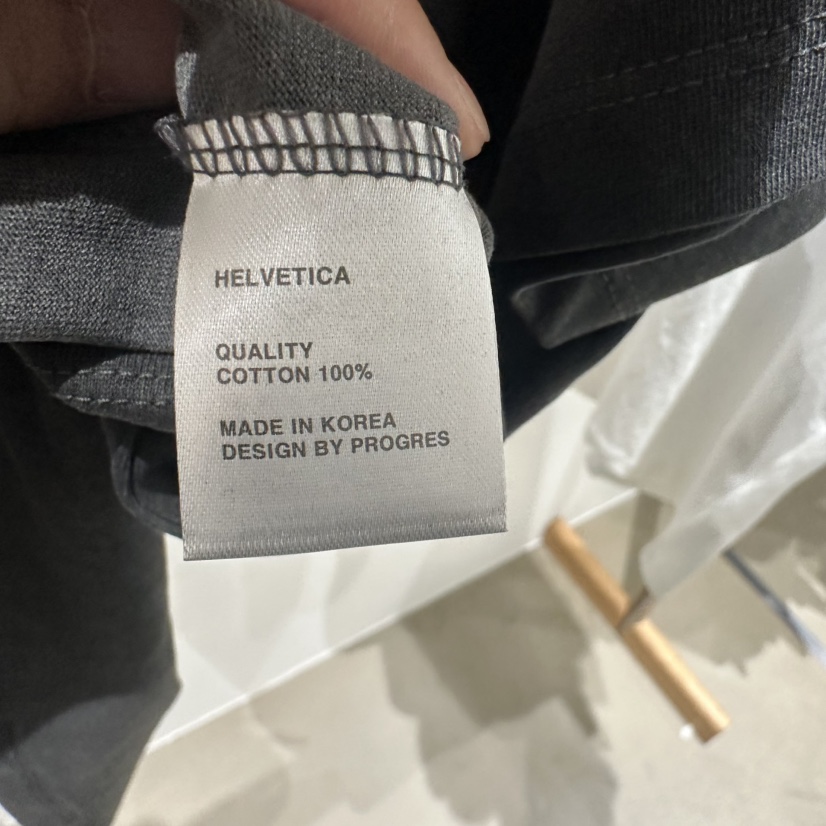 HELVETICA
QUALITY
COTTON 100%
MADE IN KOREA
DESIGN BY PROGRES